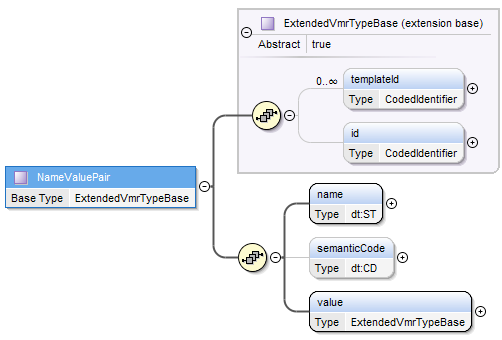 ExtendedVmrTypeBase (extension base)
Abstract true
0..∞
templateId
Type CodedIdentifier
id
Type CodedIdentifier
NameValuePair
Base Type ExtendedVmrTypeBase
name
Type dt:ST
semanticCode
Type dt:CD
value
Type ExtendedVmrTypeBase